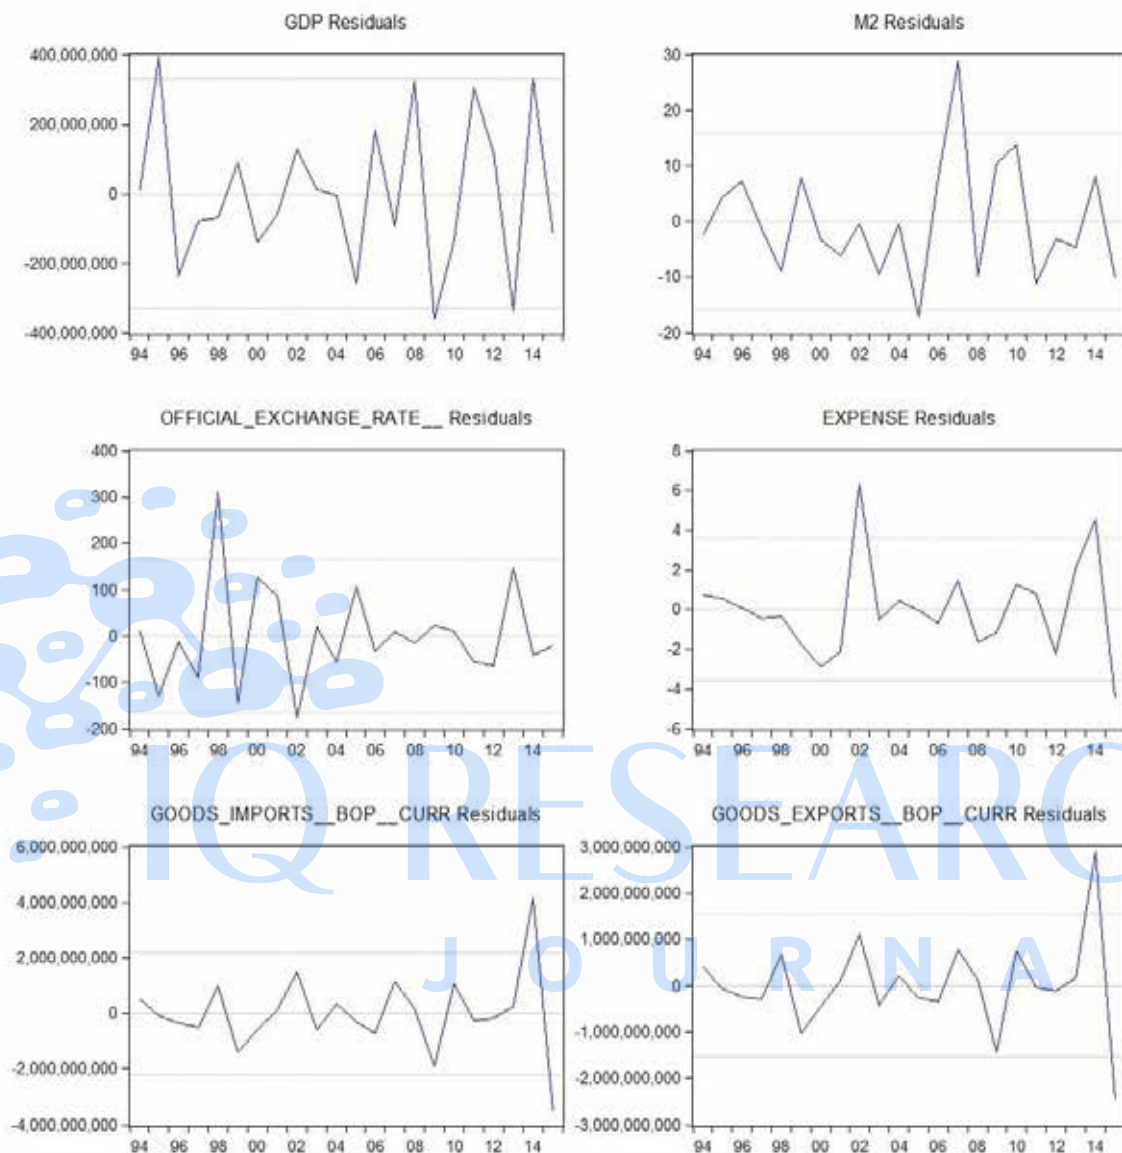 GDP Residuals
400,000,000
200,000,000
0
-200,000,000
-400,000,000
94 96 98 00 02 04 06 08 10 12 14
M2 Residuals
30
20
10
0
-10
-20
94 96 98 00 02 04 06 08 10 12 14
OFFICIAL_EXCHANGE_RATE__ Residuals
400
300
200
100
0
-100
-200
94 96 98 00 02 04 06 08 10 12 14
EXPENSE Residuals
8
6
4
2
0
-2
-4
-6
94 96 98 00 02 04 06 08 10 12 14
IQ RESEARC
JOURNA
GOODS_IMPORTS__BOP__CURR Residuals
6,000,000,000
4,000,000,000
2,000,000,000
0
-2,000,000,000
-4,000,000,000
94 96 98 00 02 04 06 08 10 12 14
GOODS_EXPORTS__BOP__CURR Residuals
3,000,000,000
2,000,000,000
1,000,000,000
0
-1,000,000,000
-2,000,000,000
-3,000,000,000
94 96 98 00 02 04 06 08 10 12 14